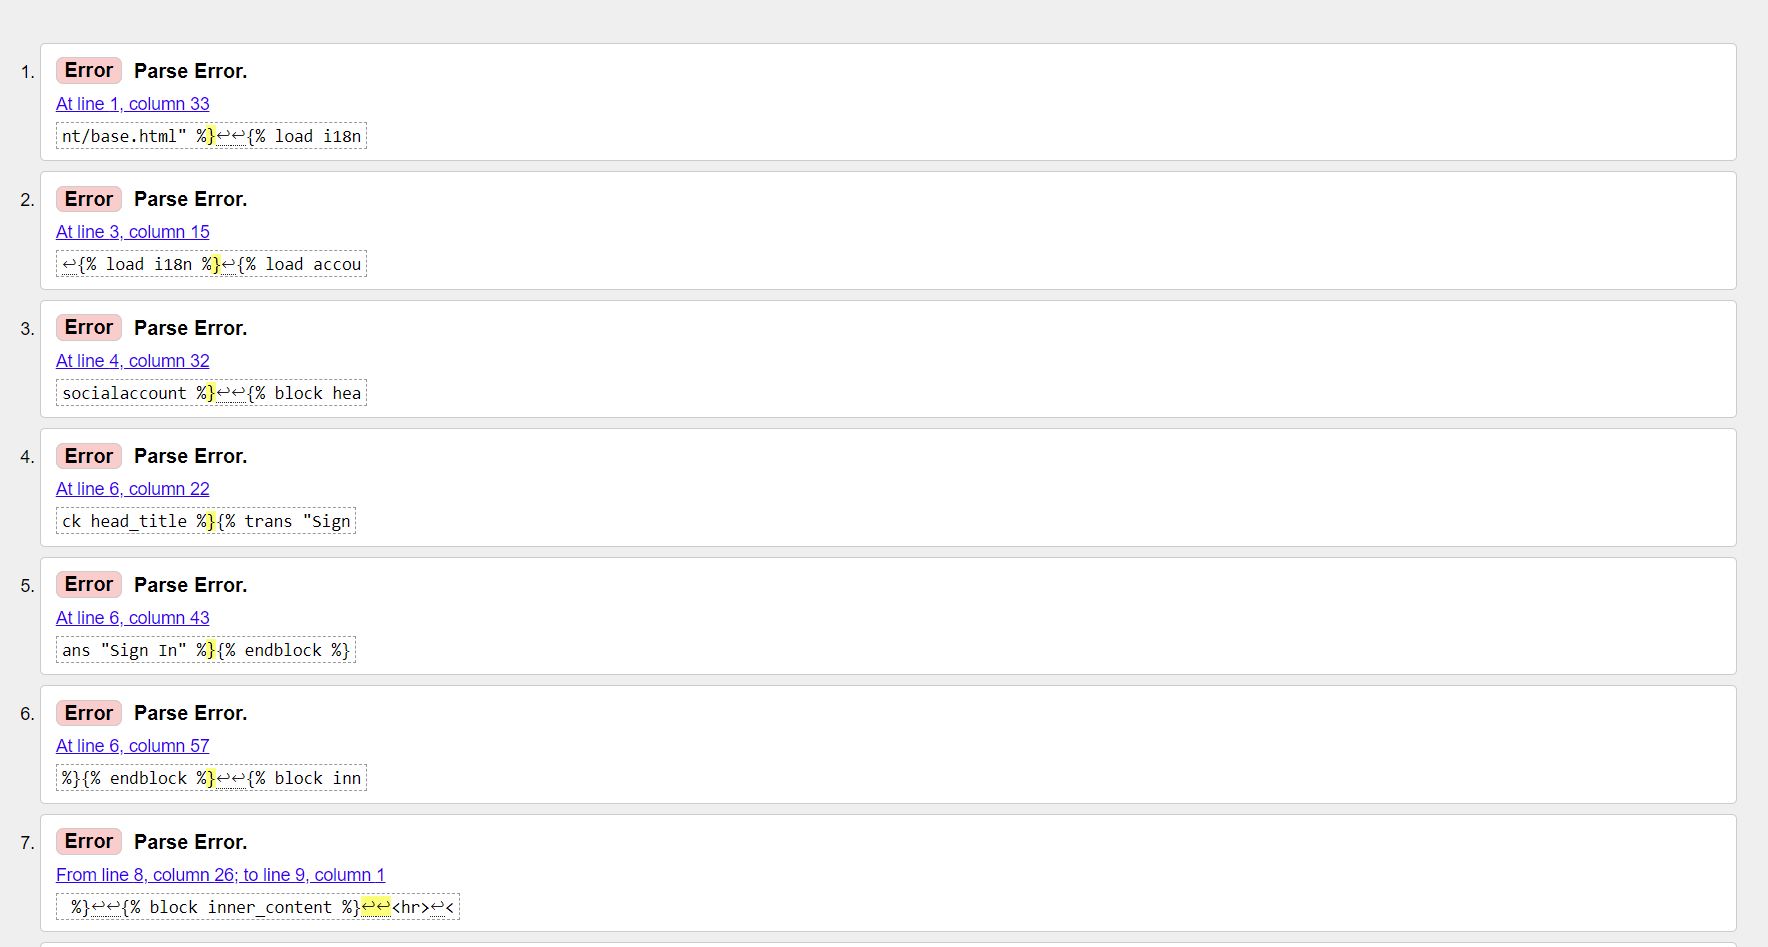 1. Error Parse Error.
At line 1, column 33
nt/base.html" %}↩↩{% load i18n
2. Error Parse Error.
At line 3, column 15
↩{% load i18n %}↩{% load accou
3. Error Parse Error.
At line 4, column 32
socialaccount %}↩↩{% block hea
4. Error Parse Error.
At line 6, column 22
ck head_title %}{% trans "Sign
5. Error Parse Error.
At line 6, column 43
ans "Sign In" %}{% endblock %}
6. Error Parse Error.
At line 6, column 57
%}{% endblock %}↩↩{% block inn
7. Error Parse Error.
From line 8, column 26; to line 9, column 1
%}↩↩{% block inner_content %}↩↩<hr>↩<